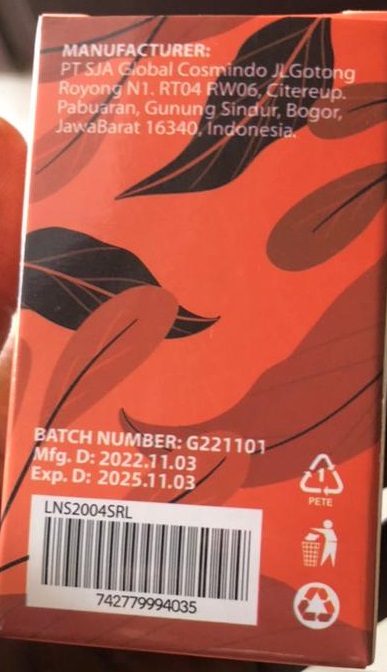 MANUFACTURER:
PT SJA Global Cosmindo JLGotong
Royong N1. RT04 RW06, Citereup.
Pabuaran, Gunung Sindur, Bogor,
JawaBarat 16340, Indonesia.
BATCH NUMBER: G221101
Mfg. D: 2022.11.03
Exp. D: 2025.11.03
LNS2004SRL
742779994035
1
PETE